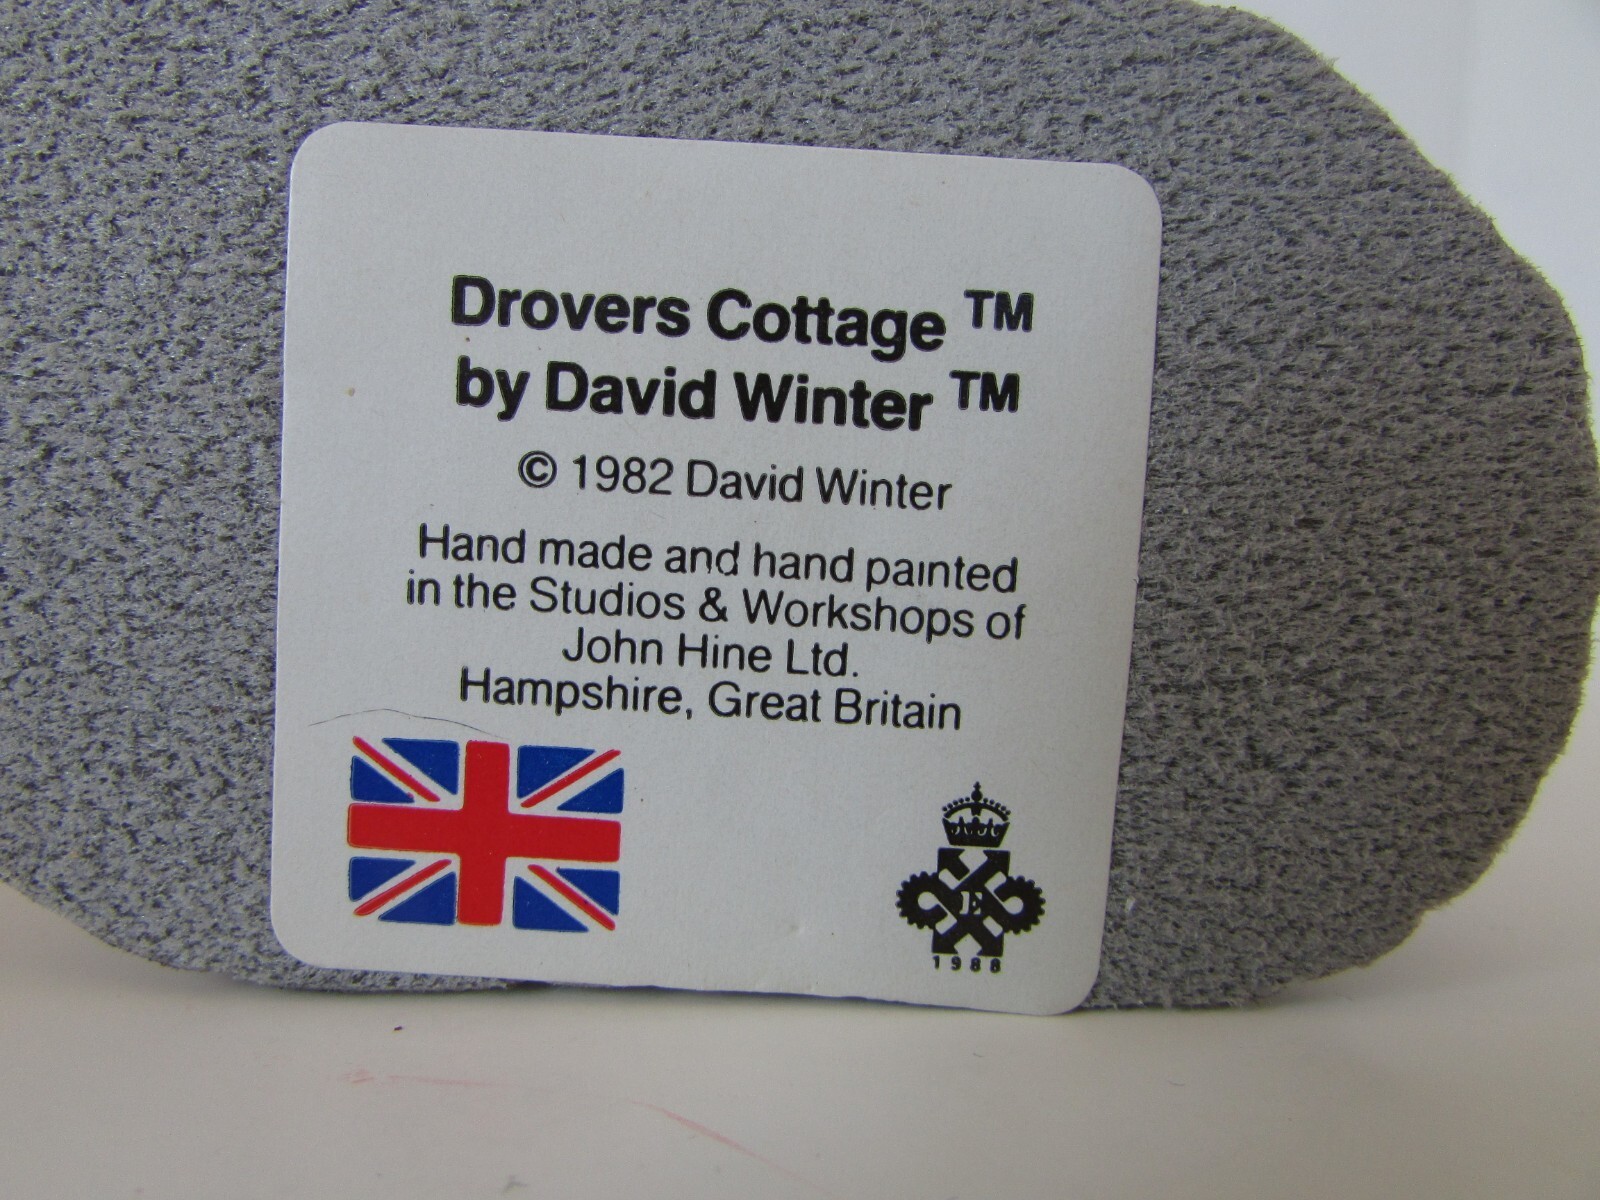 Drovers Cottage ™
by David Winter ™
© 1982 David Winter
Hand made and hand painted
in the Studios & Workshops of
John Hine Ltd.
Hampshire, Great Britain
E
1988